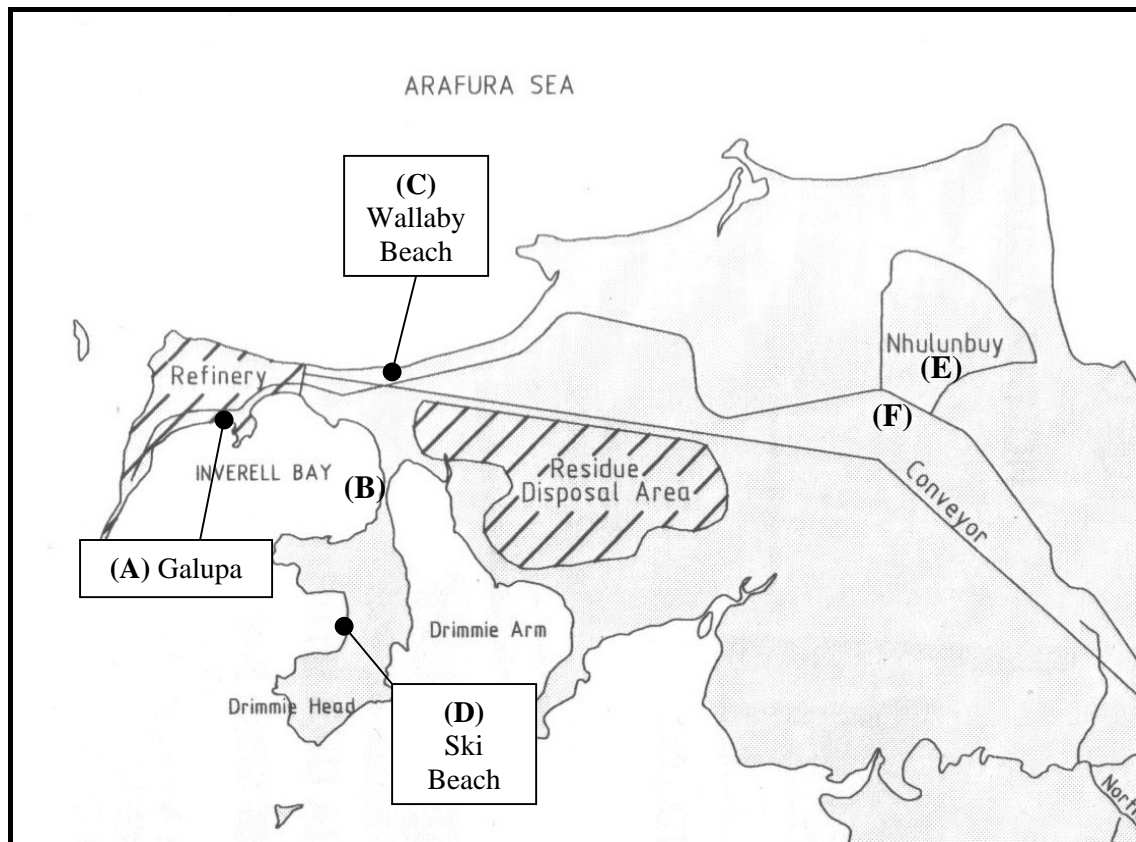 ARAFURA SEA
(C)
Wallaby
Beach
Nhulunbuy
(E)
Refinery
(F)
INVERELL BAY
(B)
Residue
Disposal Area
Conveyor
(A) Galupa
Drimmie Arm
Drimmie Head
(D)
Ski
Beach
North